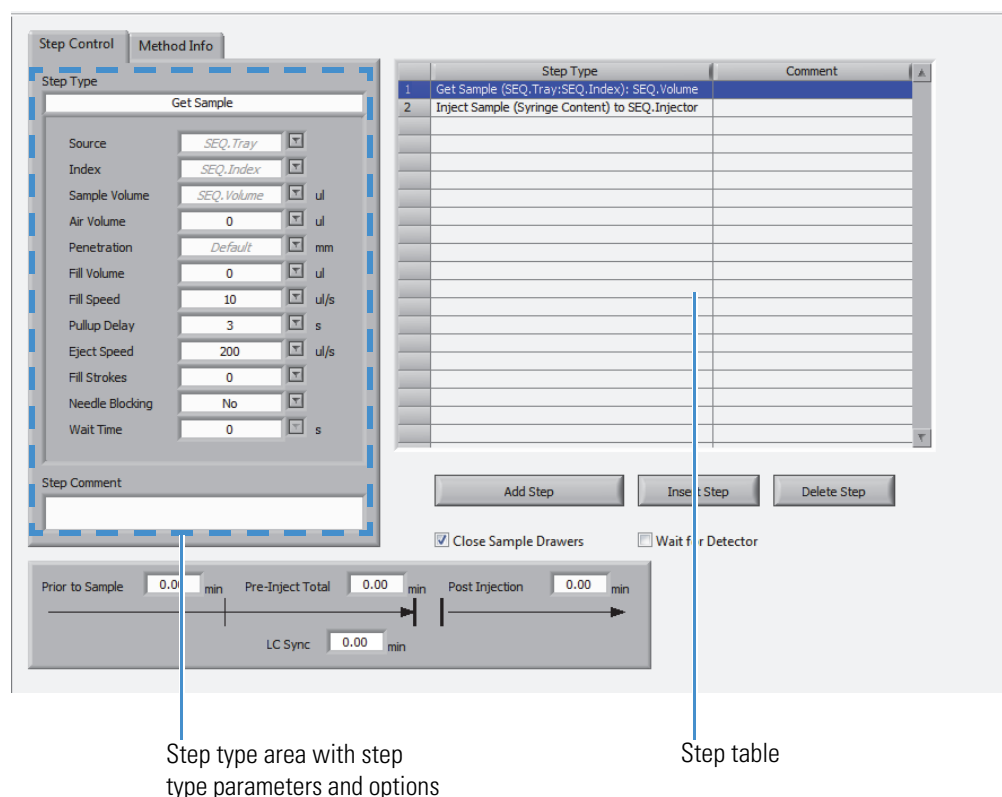 Step Control Method Info
Step Type
Get Sample
Source SEQ.Tray
Index SEQ.Index
Sample Volume SEQ.Volume ul
Air Volume 0 ul
Penetration Default mm
Fill Volume 0 ul
Fill Speed 10 ul/s
Pullup Delay 3 s
Eject Speed 200 ul/s
Fill Strokes 0
Needle Blocking No
Wait Time 0 s
Step Comment
Step Type Comment
1 Get Sample (SEQ.Tray:SEQ.Index): SEQ.Volume
2 Inject Sample (Syringe Content) to SEQ.Injector
Add Step Insert Step Delete Step
Close Sample Drawers Wait for Detector
Prior to Sample 0.00 min Pre-Inject Total 0.00 min Post Injection 0.00 min
LC Sync 0.00 min
Step type area with step
type parameters and options
Step table